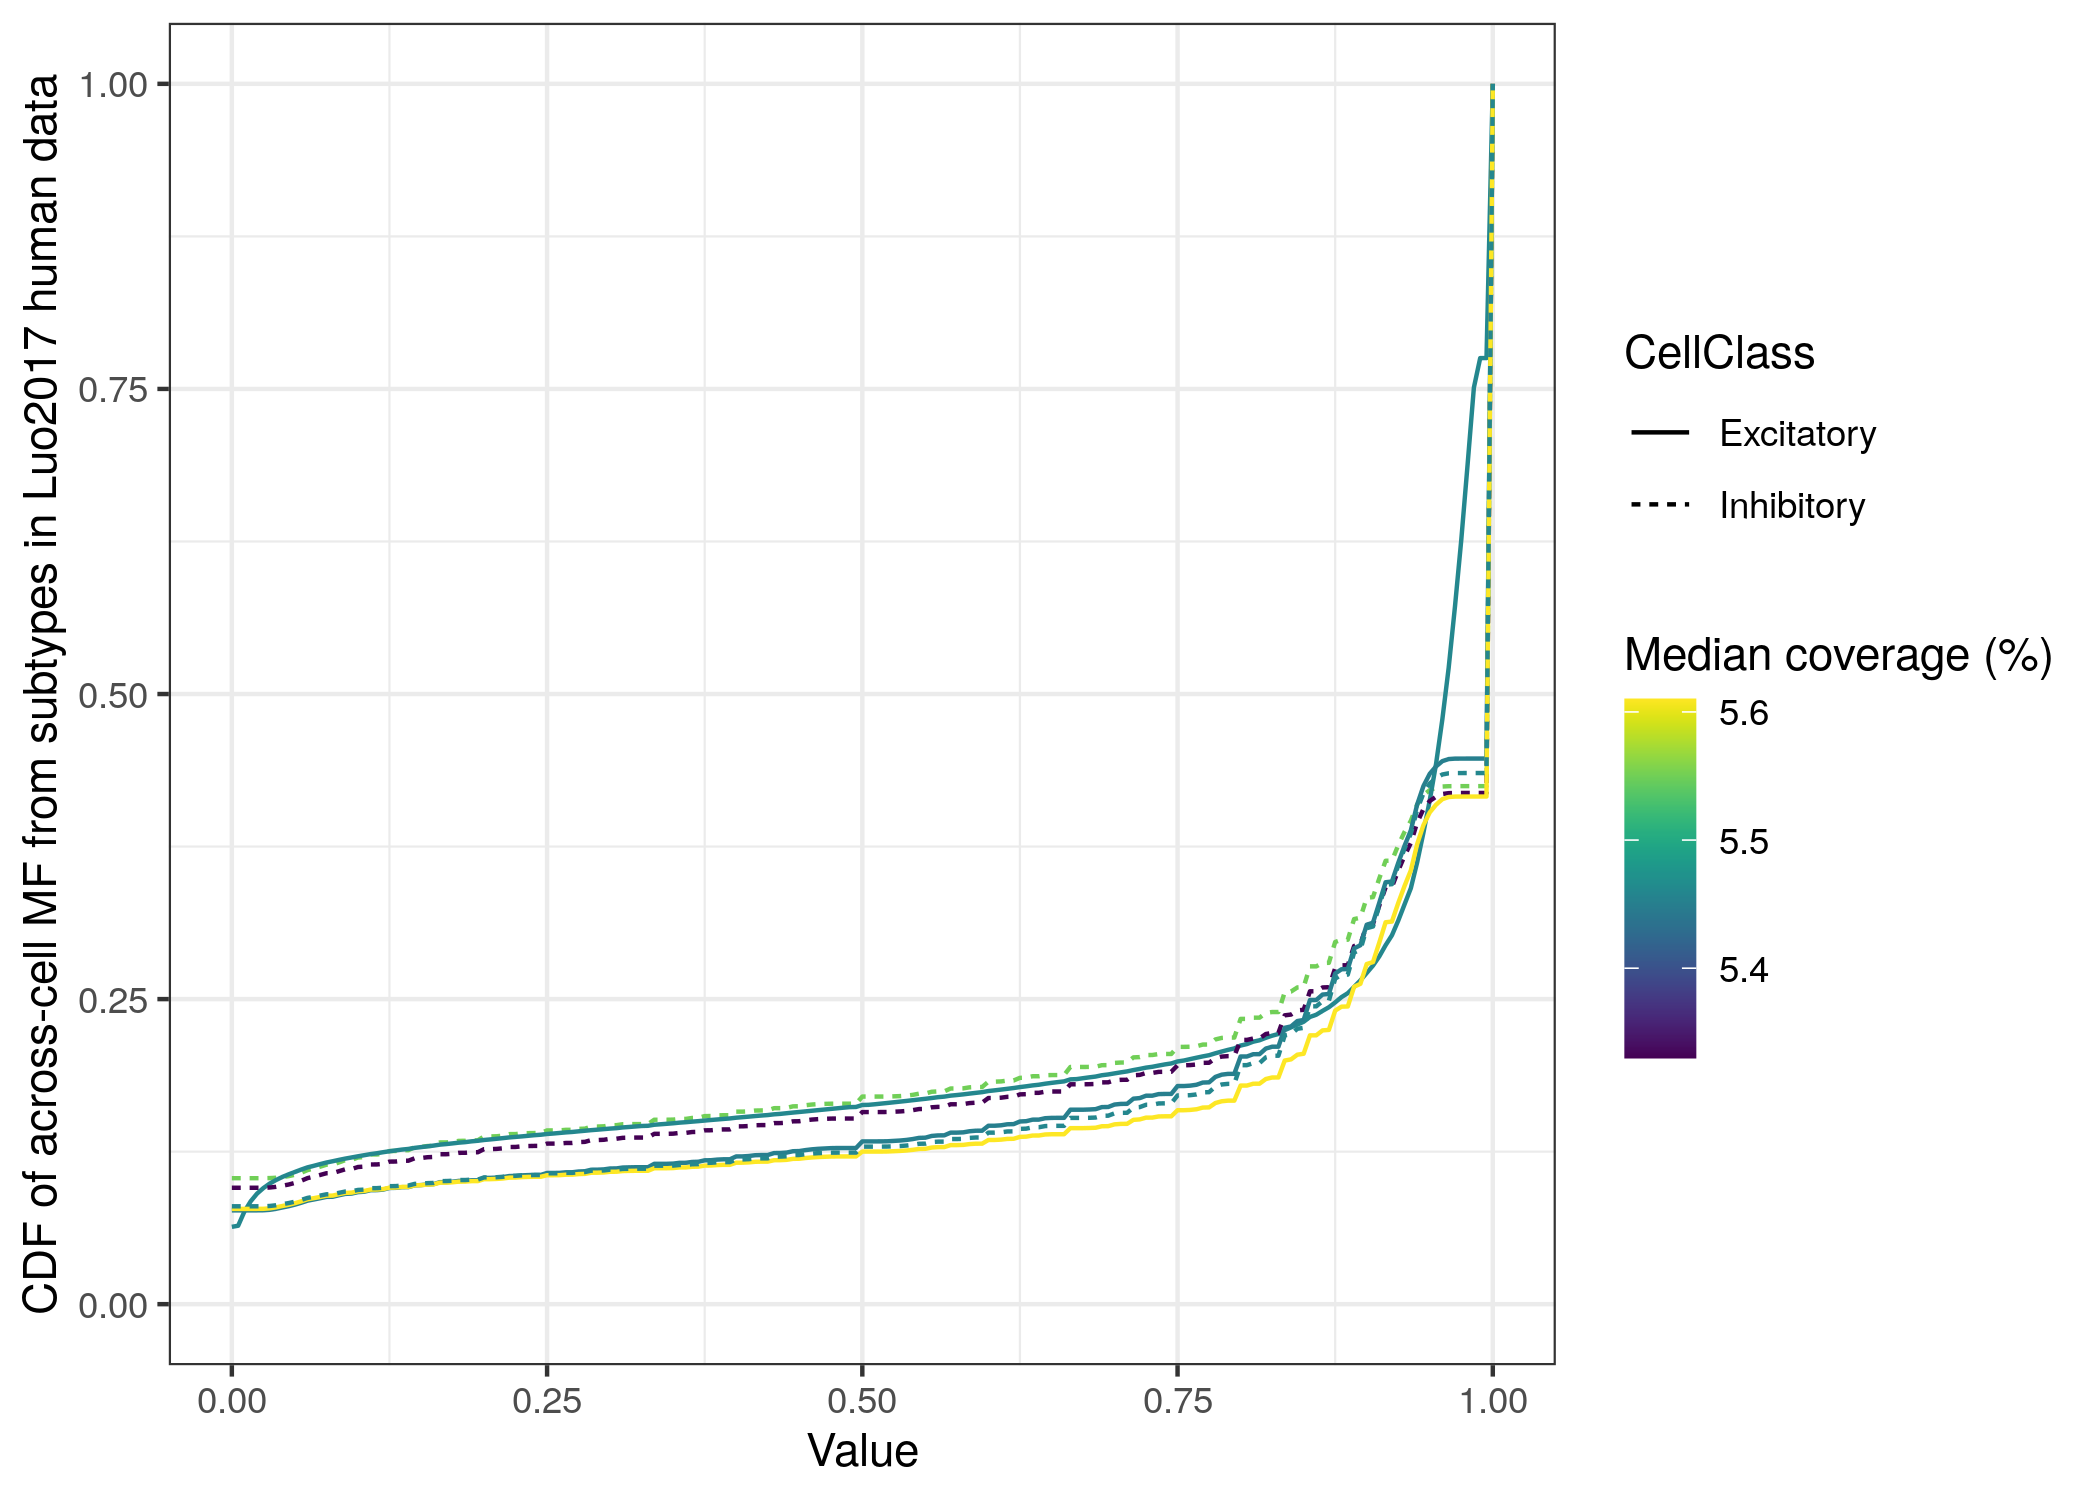 CDF of across-cell MF from subtypes in Luo2017 human data
1.00
0.75
0.50
0.25
0.00
0.00 0.25 0.50 0.75 1.00
Value
CellClass
Excitatory
Inhibitory
Median coverage (%)
5.6
5.5
5.4